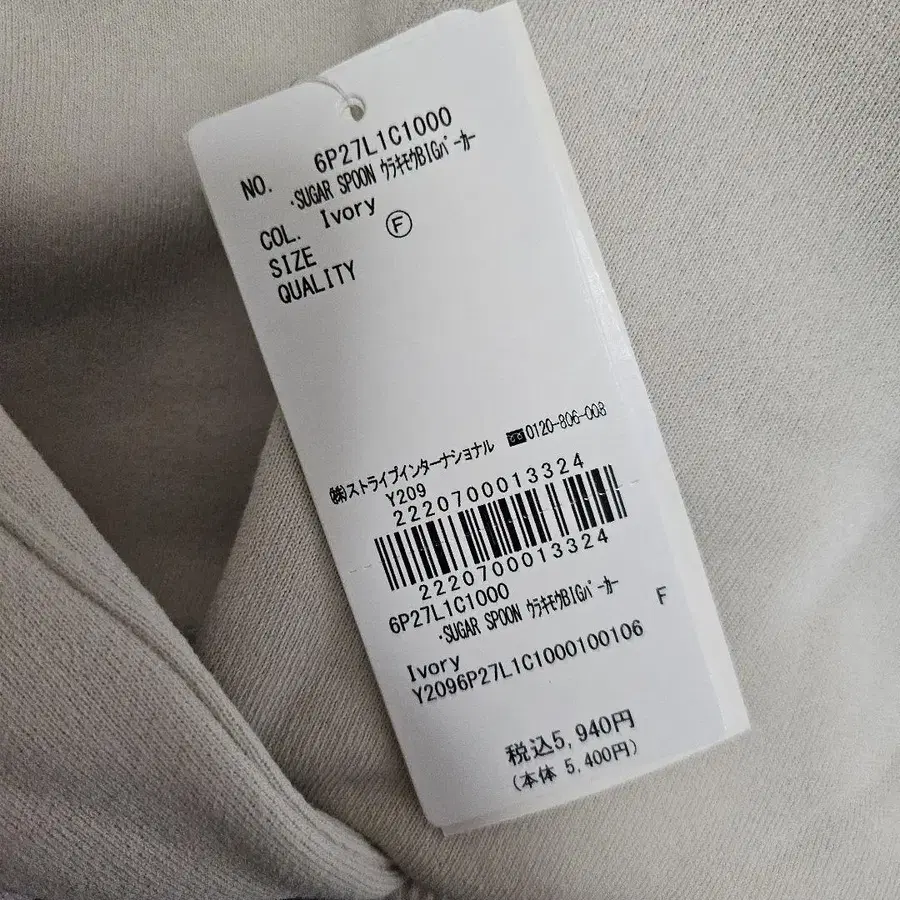 NO. 6P27L1C1000
・SUGAR SPOON ウラキモウBIGパーカー
COL. Ivory
SIZE Ⓕ
QUALITY
㈱ストライプインターナショナル 0120-806-008
Y209
2220700013324
2220700013324
6P27L1C1000
・SUGAR SPOON ウラキモウBIGパーカー F
Ivory
Y2096P27L1C1000100106
税込5,940円
(本体 5,400円)